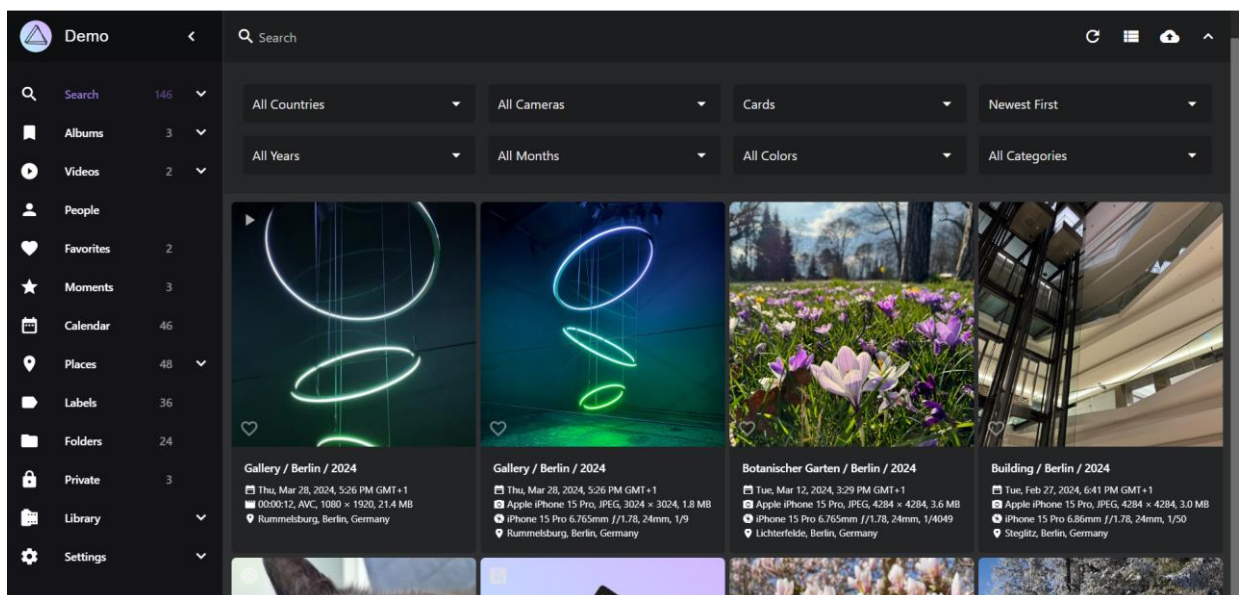 Demo
Search
Search 146
Albums 3
Videos 2
People
Favorites 2
Moments 3
Calendar 46
Places 48
Labels 36
Folders 24
Private 3
Library
Settings
All Countries All Cameras Cards Newest First
All Years All Months All Colors All Categories
Gallery / Berlin / 2024
Thu, Mar 28, 2024, 5:26 PM GMT+1
00:00:12, AVC, 1080 × 1920, 21.4 MB
Rummelsburg, Berlin, Germany
Gallery / Berlin / 2024
Thu, Mar 28, 2024, 5:26 PM GMT+1
Apple iPhone 15 Pro, JPEG, 3024 × 3024, 1.8 MB
iPhone 15 Pro 6.765mm ƒ/1.78, 24mm, 1/9
Rummelsburg, Berlin, Germany
Botanischer Garten / Berlin / 2024
Tue, Mar 12, 2024, 3:29 PM GMT+1
Apple iPhone 15 Pro, JPEG, 4284 × 4284, 3.6 MB
iPhone 15 Pro 6.765mm ƒ/1.78, 24mm, 1/4049
Lichterfelde, Berlin, Germany
Building / Berlin / 2024
Tue, Feb 27, 2024, 6:41 PM GMT+1
Apple iPhone 15 Pro, JPEG, 4284 × 4284, 3.0 MB
iPhone 15 Pro 6.86mm ƒ/1.78, 24mm, 1/50
Steglitz, Berlin, Germany